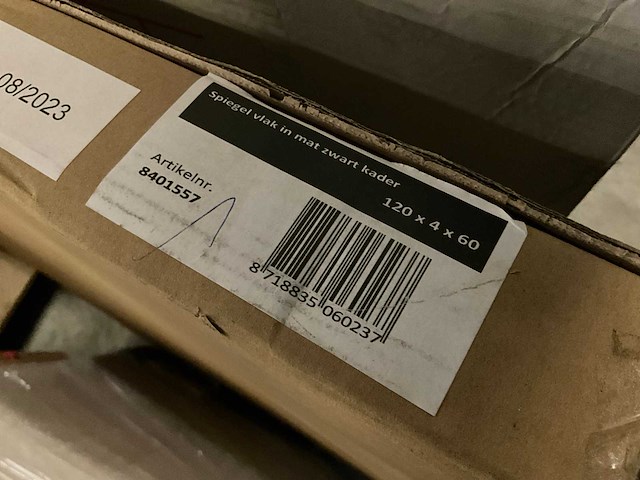 08/2023
Spiegel vlak in mat zwart kader
120 x 4 x 60
Artikelnr.
8401557
8 718835 060237